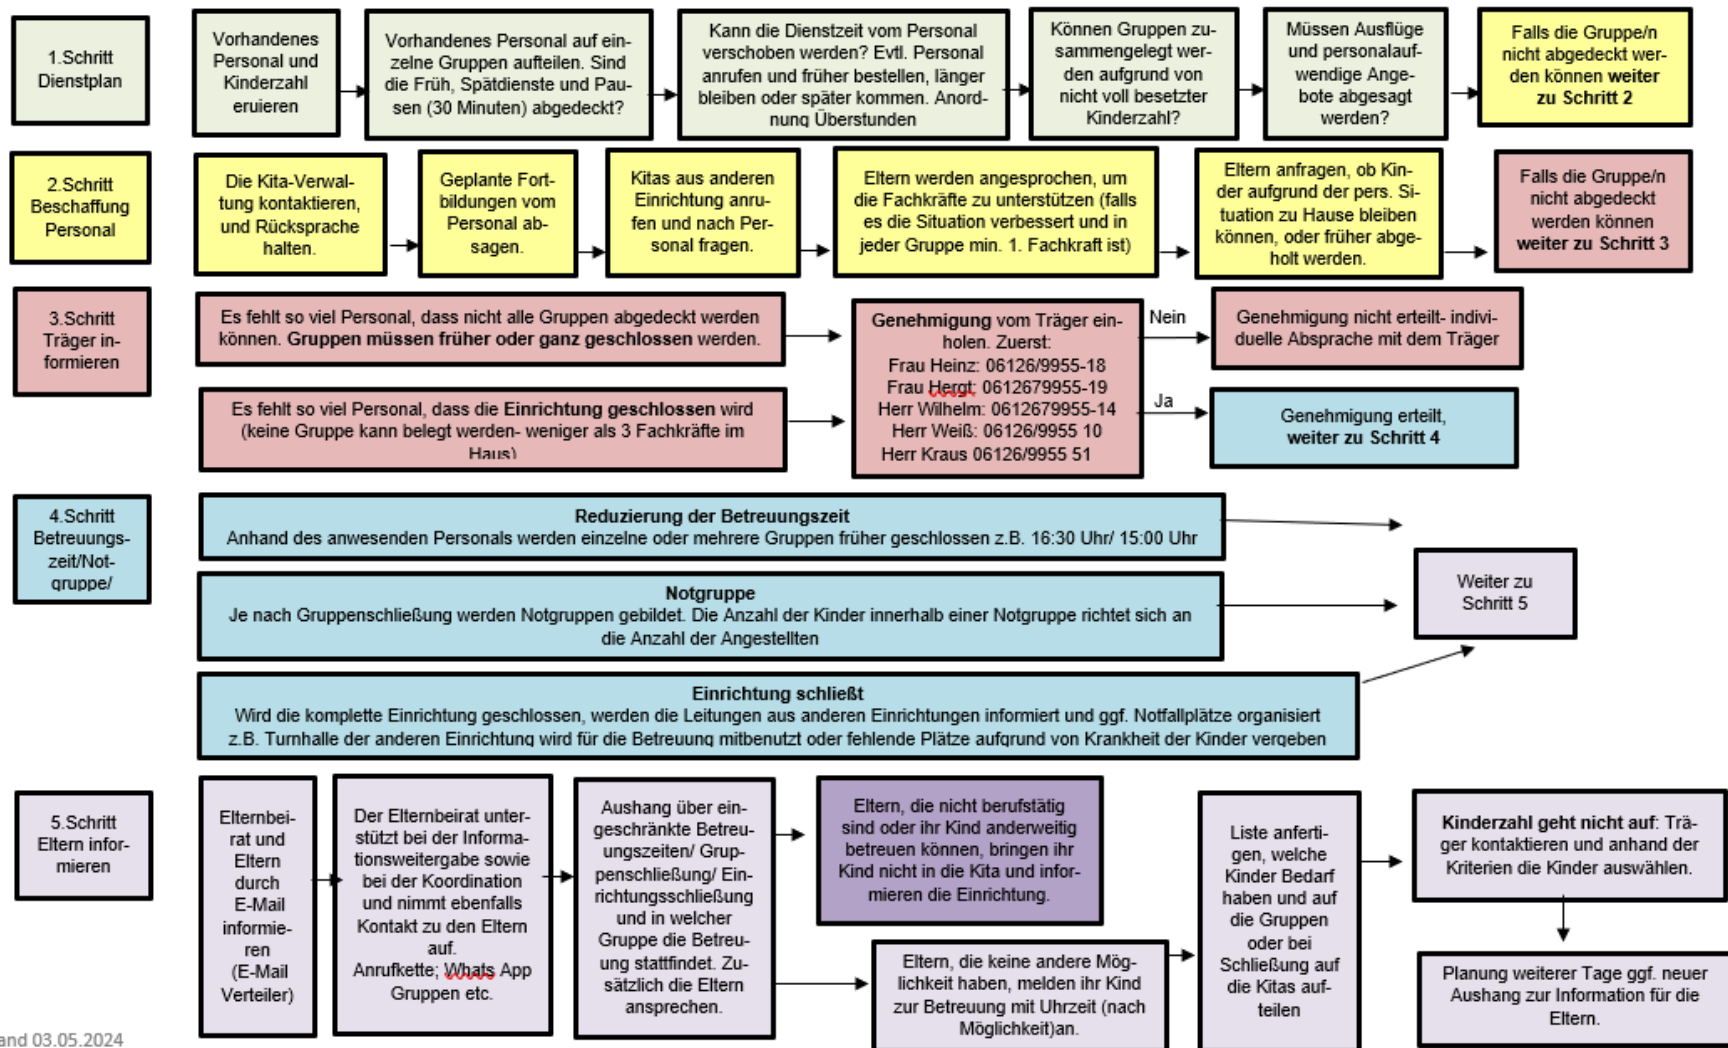 1.Schritt
Dienstplan
Vorhandenes
Personal und
Kinderzahl
eruieren
Vorhandenes Personal auf ein-
zelne Gruppen aufteilen. Sind
die Früh, Spätdienste und Pau-
sen (30 Minuten) abgedeckt?
Kann die Dienstzeit vom Personal
verschoben werden? Evtl. Personal
anrufen und früher bestellen, länger
bleiben oder später kommen. Anord-
nung Überstunden
Können Gruppen zu-
sammengelegt wer-
den aufgrund von
nicht voll besetzter
Kinderzahl?
Müssen Ausflüge
und personalauf-
wendige Ange-
bote abgesagt
werden?
Falls die Gruppe/n
nicht abgedeckt wer-
den können weiter
zu Schritt 2
2.Schritt
Beschaffung
Personal
Die Kita-Verwal-
tung kontaktieren,
und Rücksprache
halten.
Geplante Fort-
bildungen vom
Personal ab-
sagen.
Kitas aus anderen
Einrichtung anru-
fen und nach Per-
sonal fragen.
Eltern werden angesprochen, um
die Fachkräfte zu unterstützen (falls
es die Situation verbessert und in
jeder Gruppe min. 1. Fachkraft ist)
Eltern anfragen, ob Kin-
der aufgrund der pers. Si-
tuation zu Hause bleiben
können, oder früher abge-
holt werden.
Falls die Gruppe/n
nicht abgedeckt
werden können
weiter zu Schritt 3
3.Schritt
Träger in-
formieren
Es fehlt so viel Personal, dass nicht alle Gruppen abgedeckt werden
können. Gruppen müssen früher oder ganz geschlossen werden.
Es fehlt so viel Personal, dass die Einrichtung geschlossen wird
(keine Gruppe kann belegt werden- weniger als 3 Fachkräfte im
Haus)
Genehmigung vom Träger ein-
holen. Zuerst:
Frau Heinz: 06126/9955-18
Frau Hergt: 0612679955-19
Herr Wilhelm: 0612679955-14
Herr Weiß: 06126/9955 10
Herr Kraus 06126/9955 51
Nein
Genehmigung nicht erteilt- indivi-
duelle Absprache mit dem Träger
Ja
Genehmigung erteilt,
weiter zu Schritt 4
4.Schritt
Betreuungs-
zeit/Not-
gruppe/
Reduzierung der Betreuungszeit
Anhand des anwesenden Personals werden einzelne oder mehrere Gruppen früher geschlossen z.B. 16:30 Uhr/ 15:00 Uhr
Notgruppe
Je nach Gruppenschließung werden Notgruppen gebildet. Die Anzahl der Kinder innerhalb einer Notgruppe richtet sich an
die Anzahl der Angestellten
Einrichtung schließt
Wird die komplette Einrichtung geschlossen, werden die Leitungen aus anderen Einrichtungen informiert und ggf. Notfallplätze organisiert
z.B. Turnhalle der anderen Einrichtung wird für die Betreuung mitbenutzt oder fehlende Plätze aufgrund von Krankheit der Kinder vergeben
Weiter zu
Schritt 5
5.Schritt
Eltern infor-
mieren
Elternbei-
rat und
Eltern
durch
E-Mail
informie-
ren
(E-Mail
Verteiler)
Der Elternbeirat unter-
stützt bei der Informa-
tionsweitergabe sowie
bei der Koordination
und nimmt ebenfalls
Kontakt zu den Eltern
auf.
Anrufkette; Whats App
Gruppen etc.
Aushang über ein-
geschränkte Betreu-
ungszeiten/ Grup-
penschließung/ Ein-
richtungsschließung
und in welcher
Gruppe die Betreu-
ung stattfindet. Zu-
sätzlich die Eltern
ansprechen.
Eltern, die nicht berufstätig
sind oder ihr Kind anderweitig
betreuen können, bringen ihr
Kind nicht in die Kita und infor-
mieren die Einrichtung.
Eltern, die keine andere Mög-
lichkeit haben, melden ihr Kind
zur Betreuung mit Uhrzeit (nach
Möglichkeit)an.
Liste anferti-
gen, welche
Kinder Bedarf
haben und auf
die Gruppen
oder bei
Schließung auf
die Kitas auf-
teilen
Kinderzahl geht nicht auf: Trä-
ger kontaktieren und anhand der
Kriterien die Kinder auswählen.
Planung weiterer Tage ggf. neuer
Aushang zur Information für die
Eltern.
and 03.05.2024